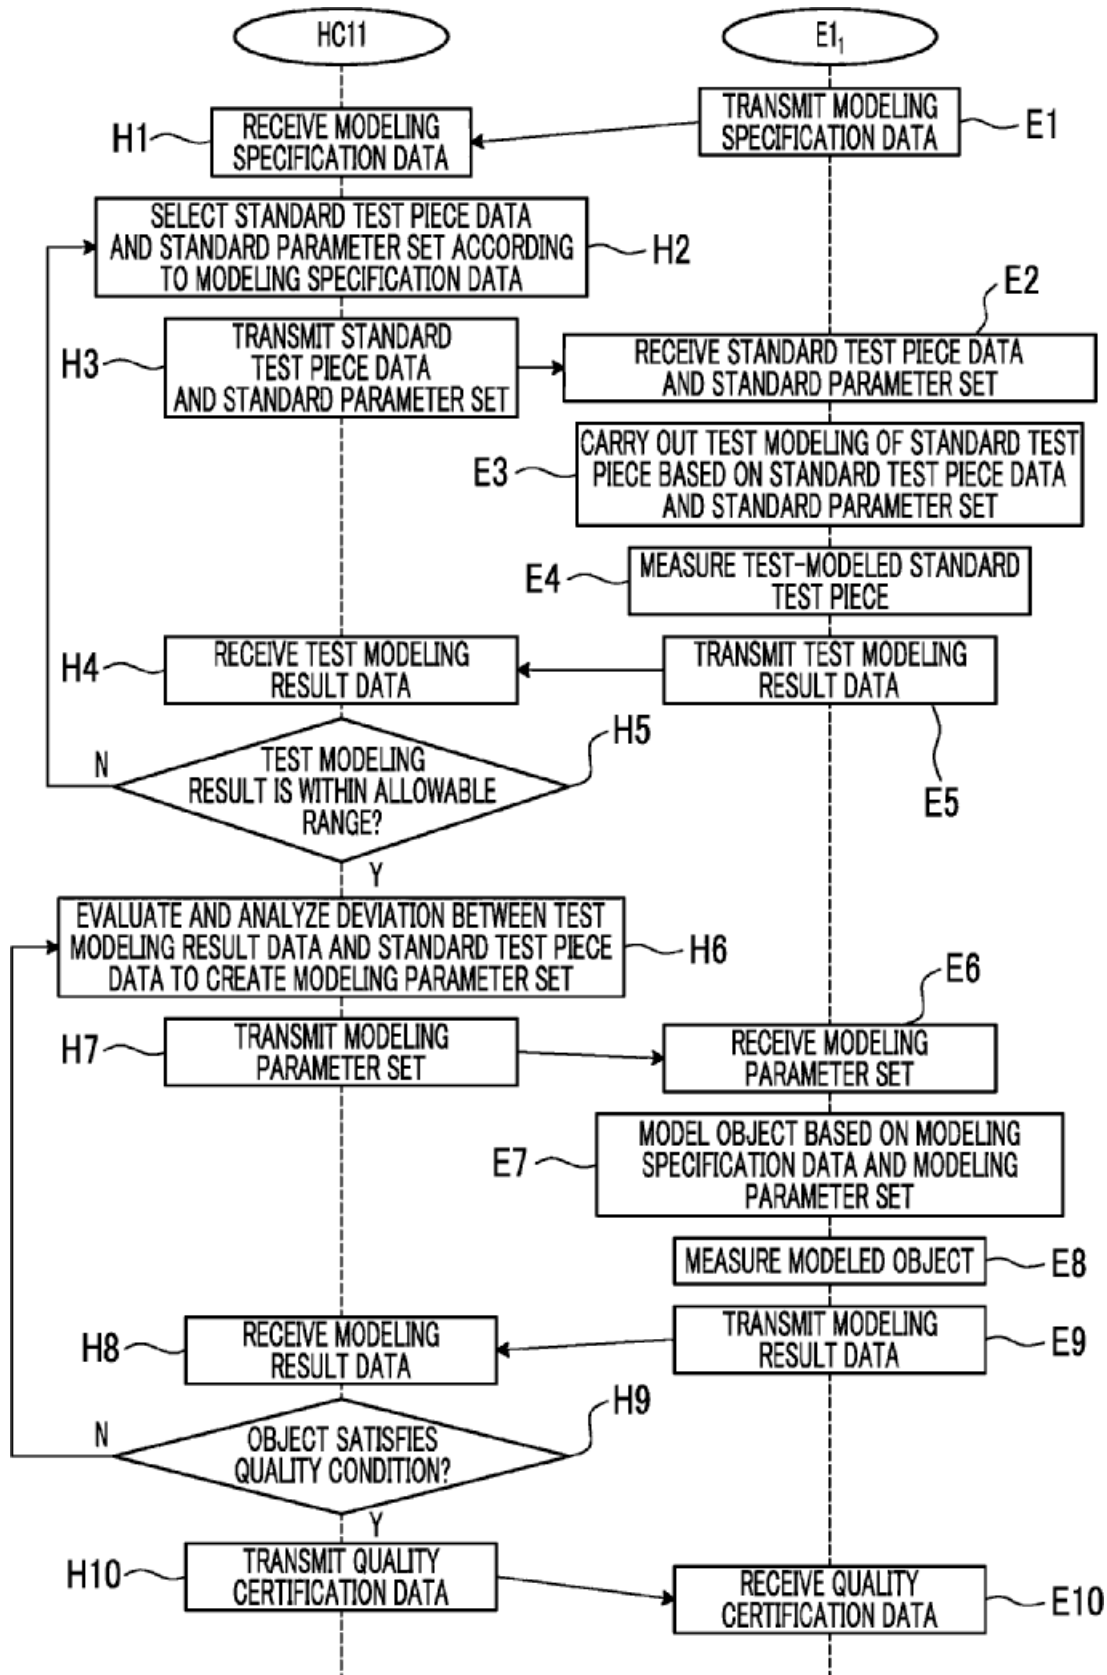 HC11
E1₁
TRANSMIT MODELING
SPECIFICATION DATA
E1
H1
RECEIVE MODELING
SPECIFICATION DATA
SELECT STANDARD TEST PIECE DATA
AND STANDARD PARAMETER SET ACCORDING
TO MODELING SPECIFICATION DATA
H2
E2
H3
TRANSMIT STANDARD
TEST PIECE DATA
AND STANDARD PARAMETER SET
RECEIVE STANDARD TEST PIECE DATA
AND STANDARD PARAMETER SET
E3
CARRY OUT TEST MODELING OF STANDARD TEST
PIECE BASED ON STANDARD TEST PIECE DATA
AND STANDARD PARAMETER SET
E4
MEASURE TEST-MODELED STANDARD
TEST PIECE
H4
RECEIVE TEST MODELING
RESULT DATA
TRANSMIT TEST MODELING
RESULT DATA
E5
H5
N
TEST MODELING
RESULT IS WITHIN ALLOWABLE
RANGE?
Y
EVALUATE AND ANALYZE DEVIATION BETWEEN TEST
MODELING RESULT DATA AND STANDARD TEST PIECE
DATA TO CREATE MODELING PARAMETER SET
H6
E6
H7
TRANSMIT MODELING
PARAMETER SET
RECEIVE MODELING
PARAMETER SET
E7
MODEL OBJECT BASED ON MODELING
SPECIFICATION DATA AND MODELING
PARAMETER SET
MEASURE MODELED OBJECT
E8
H8
RECEIVE MODELING
RESULT DATA
TRANSMIT MODELING
RESULT DATA
E9
H9
N
OBJECT SATISFIES
QUALITY CONDITION?
Y
H10
TRANSMIT QUALITY
CERTIFICATION DATA
RECEIVE QUALITY
CERTIFICATION DATA
E10